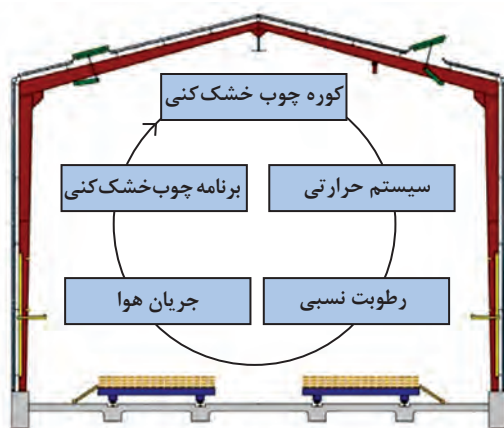 کوره چوب خشک‌کنی
سیستم حرارتی
رطوبت نسبی
جریان هوا
برنامه چوب‌خشک‌کنی